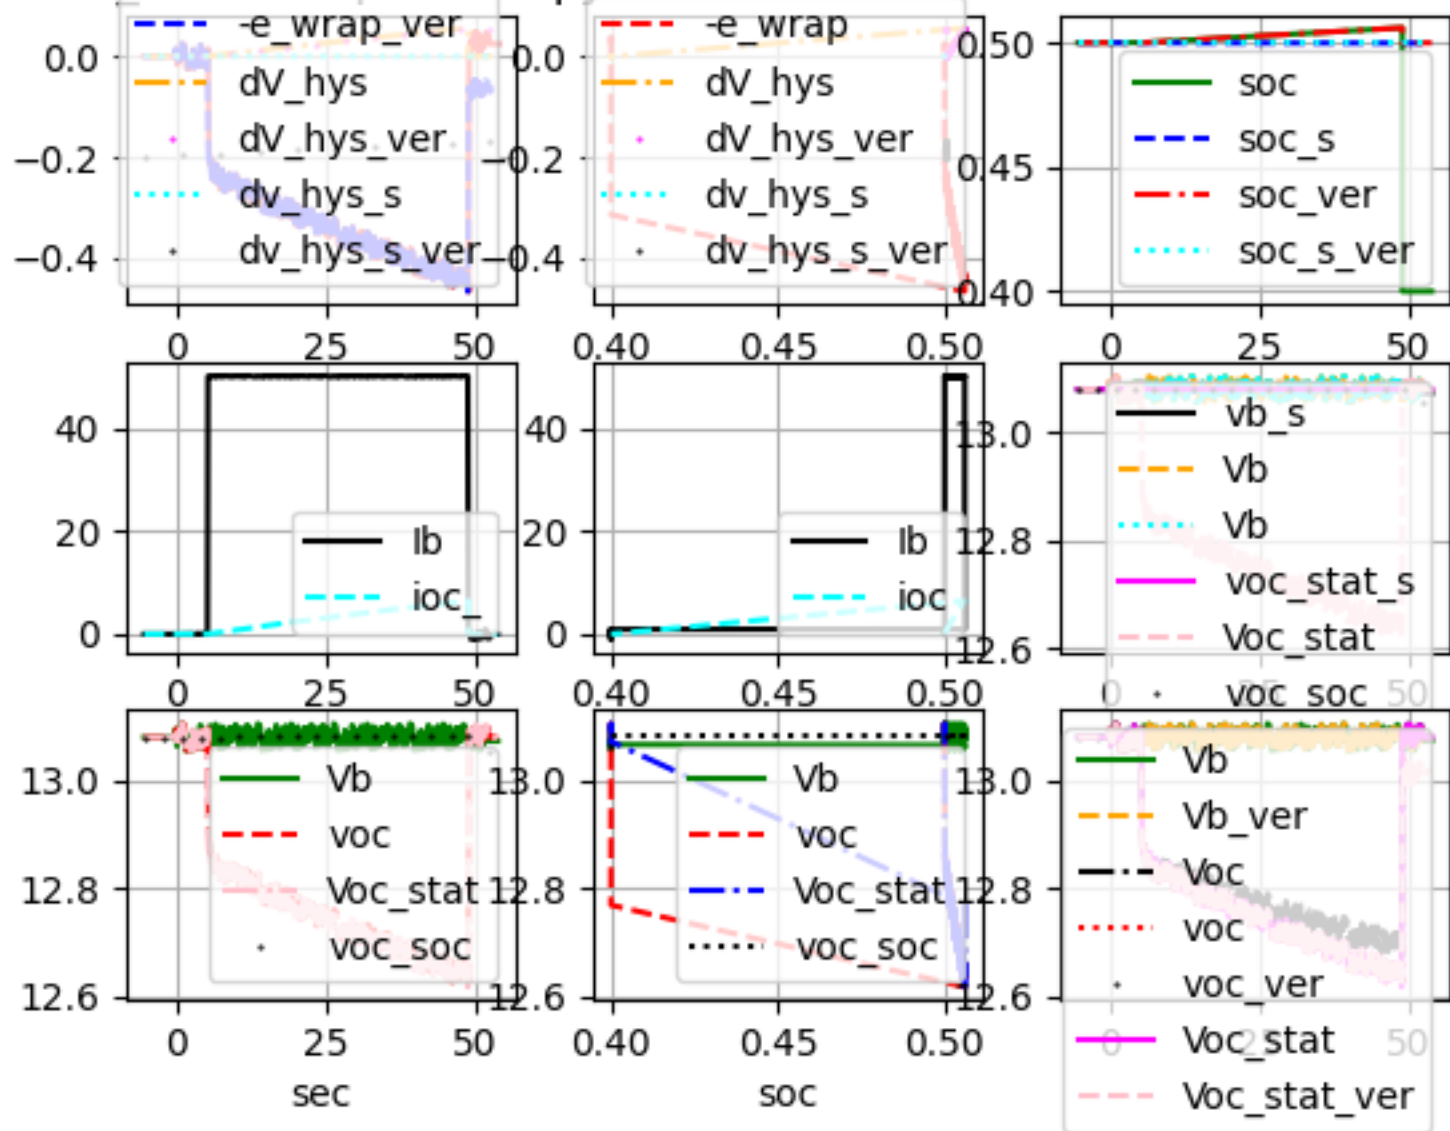 -e_wrap_ver
dV_hys
dV_hys_ver
dv_hys_s
dv_hys_s_ver
0.0
−0.2
−0.4
0
25
50
-e_wrap
dV_hys
dV_hys_ver
dv_hys_s
dv_hys_s_ver
0.0
−0.2
−0.4
0.40
0.45
0.50
soc
soc_s
soc_ver
soc_s_ver
0.50
0.45
0.40
0
25
50
40
20
0
Ib
ioc_
0
25
50
40
20
0
Ib
ioc
0.40
0.45
0.50
13.0
12.8
12.6
vb_s
Vb
Vb
voc_stat_s
Voc_stat
voc_soc
0
25
50
13.0
12.8
12.6
Vb
voc
Voc_stat
voc_soc
0
25
50
sec
13.0
12.8
12.6
Vb
voc
Voc_stat
voc_soc
0.40
0.45
0.50
soc
13.0
12.8
12.6
Vb
Vb_ver
Voc
voc
voc_ver
Voc_stat
Voc_stat_ver
0
25
50